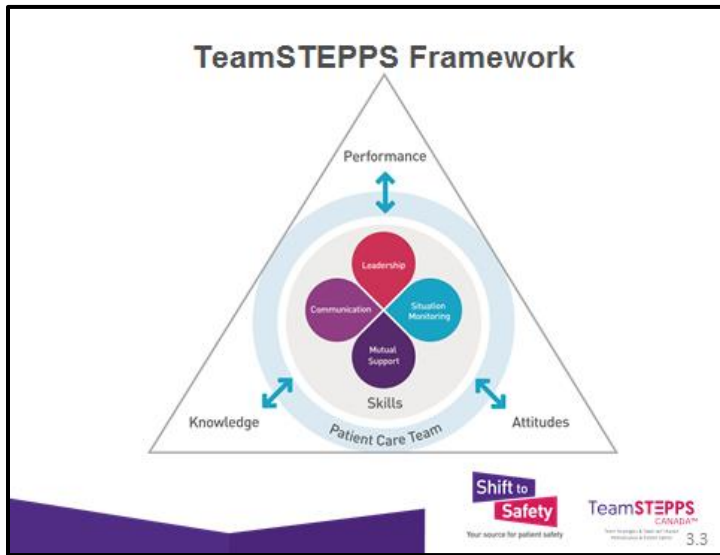 TeamSTEPPS Framework
Performance
Leadership
Communication
Situation
Monitoring
Mutual
Support
Skills
Knowledge
Attitudes
Patient Care Team
Shift to
Safety
Your source for patient safety
TeamSTEPPS
CANADA™
3.3